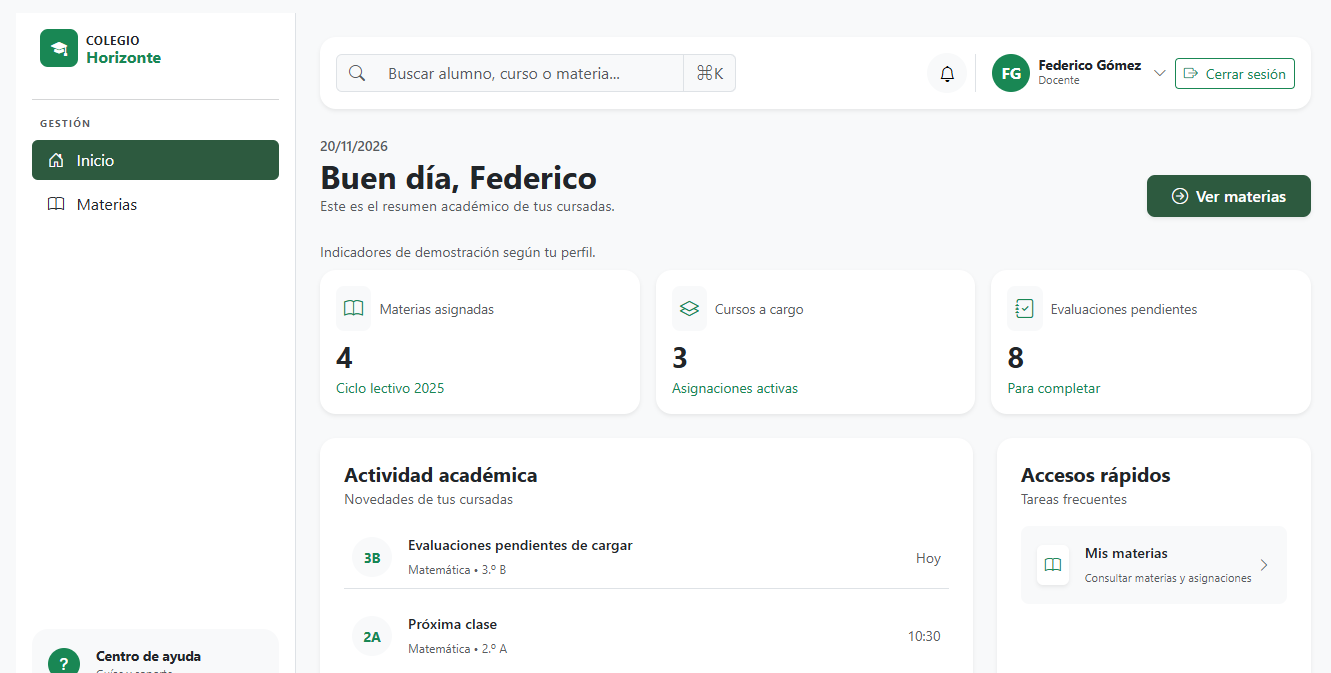 COLEGIO
Horizonte
GESTIÓN
Inicio
Materias
Centro de ayuda
?
Buscar alumno, curso o materia...
⌘K
FG
Federico Gómez
Docente
Cerrar sesión
20/11/2026
Buen día, Federico
Este es el resumen académico de tus cursadas.
Ver materias
Indicadores de demostración según tu perfil.
Materias asignadas
4
Ciclo lectivo 2025
Cursos a cargo
3
Asignaciones activas
Evaluaciones pendientes
8
Para completar
Actividad académica
Novedades de tus cursadas
3B
Evaluaciones pendientes de cargar
Matemática • 3.º B
Hoy
2A
Próxima clase
Matemática • 2.º A
10:30
Accesos rápidos
Tareas frecuentes
Mis materias
Consultar materias y asignaciones